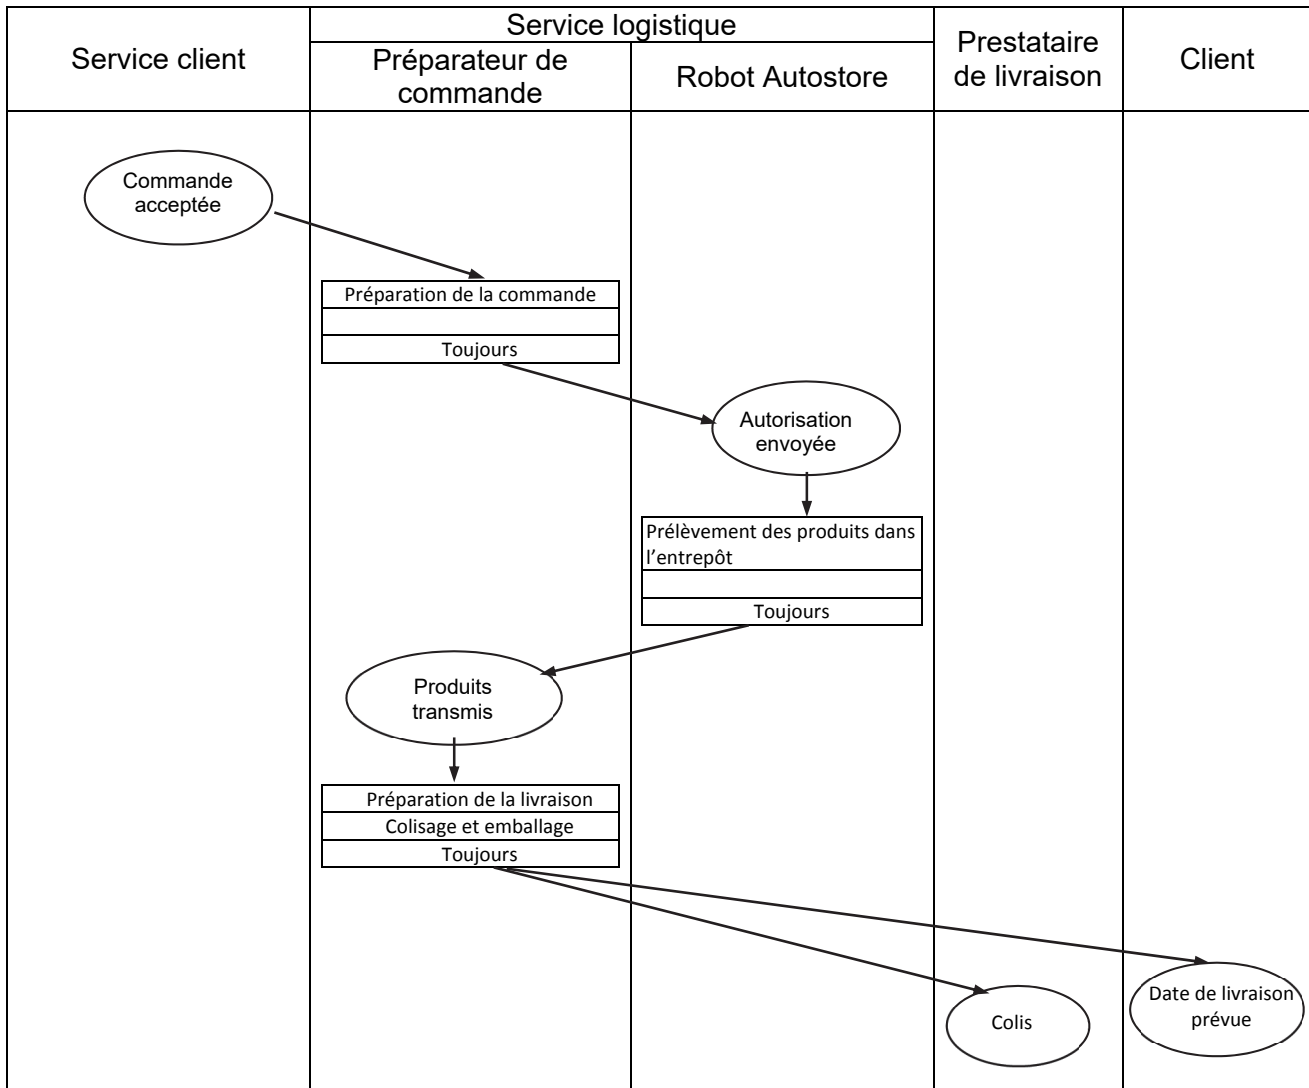 Service client
Service logistique
Préparateur de
commande
Robot Autostore
Prestataire
de livraison
Client
Commande
acceptée
Préparation de la commande
Toujours
Autorisation
envoyée
Prélèvement des produits dans
l’entrepôt
Toujours
Produits
transmis
Préparation de la livraison
Colisage et emballage
Toujours
Colis
Date de livraison
prévue